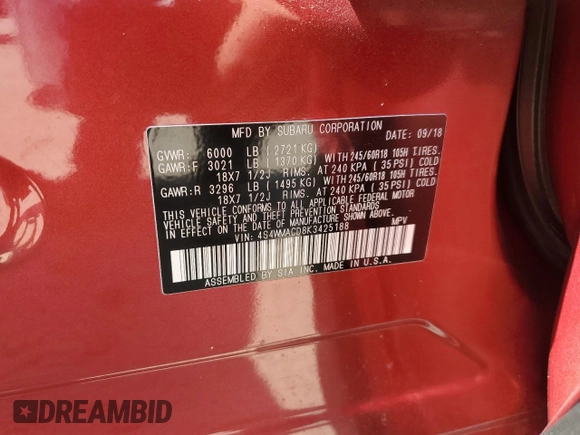 MFD BY SUBARU CORPORATION
DATE: 09/18
GVWR: 6000 LB (2721 KG)
GAWR:F 3021 LB (1370 KG) WITH 245/60R18 105H TIRES.
18X7 1/2J RIMS. AT 240 KPA ( 35 PSI) COLD
GAWR:R 3296 LB (1495 KG) WITH 245/60R18 105H TIRES.
18X7 1/2J RIMS. AT 240 KPA ( 35 PSI) COLD
THIS VEHICLE CONFORMS TO ALL APPLICABLE FEDERAL MOTOR
VEHICLE SAFETY AND THEFT PREVENTION STANDARDS IN EFFECT ON THE
DATE OF MANUFACTURE SHOWN ABOVE.
VIN: 4S4WMACD8K3425188 MPV
ASSEMBLED BY SIA INC. MADE IN U.S.A.
DREAMBID